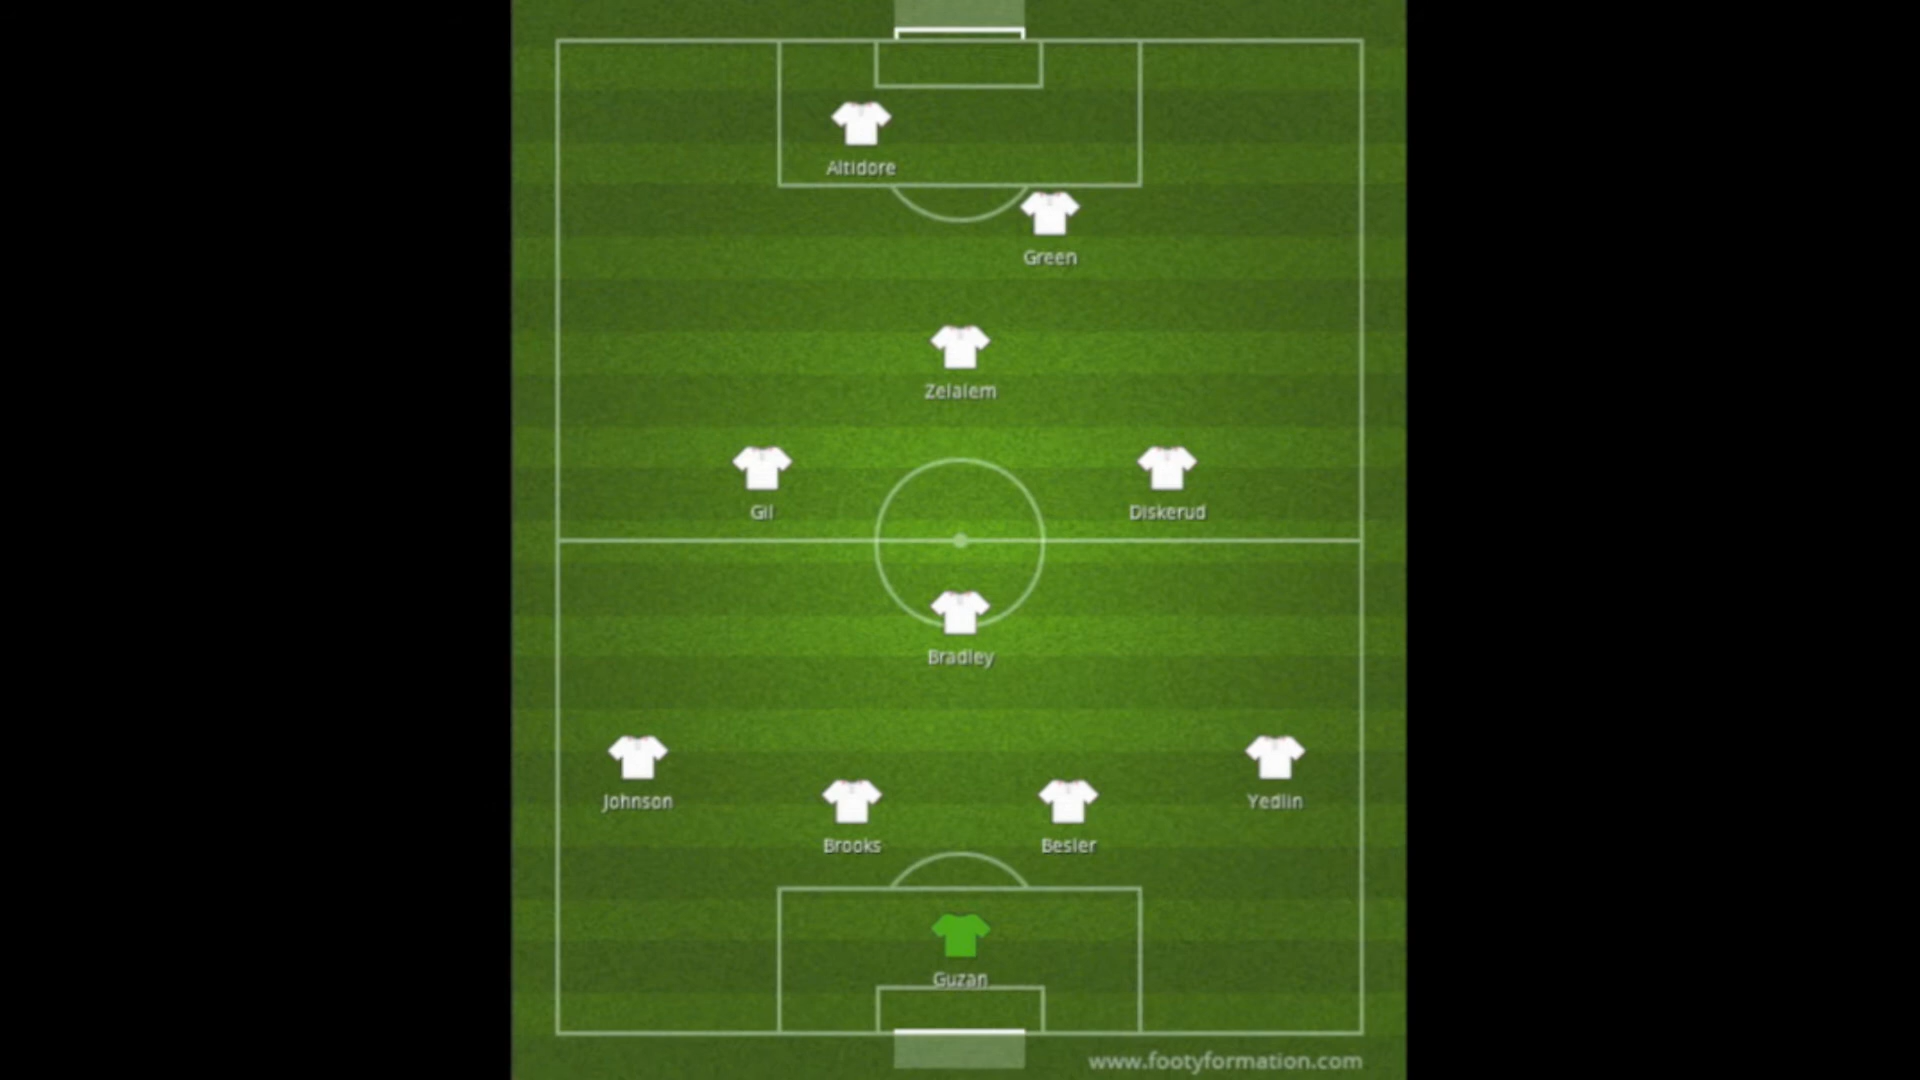 Altidore
Green
Zelalem
Gil
Diskerud
Bradley
Johnson
Yedlin
Brooks
Besler
Guzan
www.footyformation.com